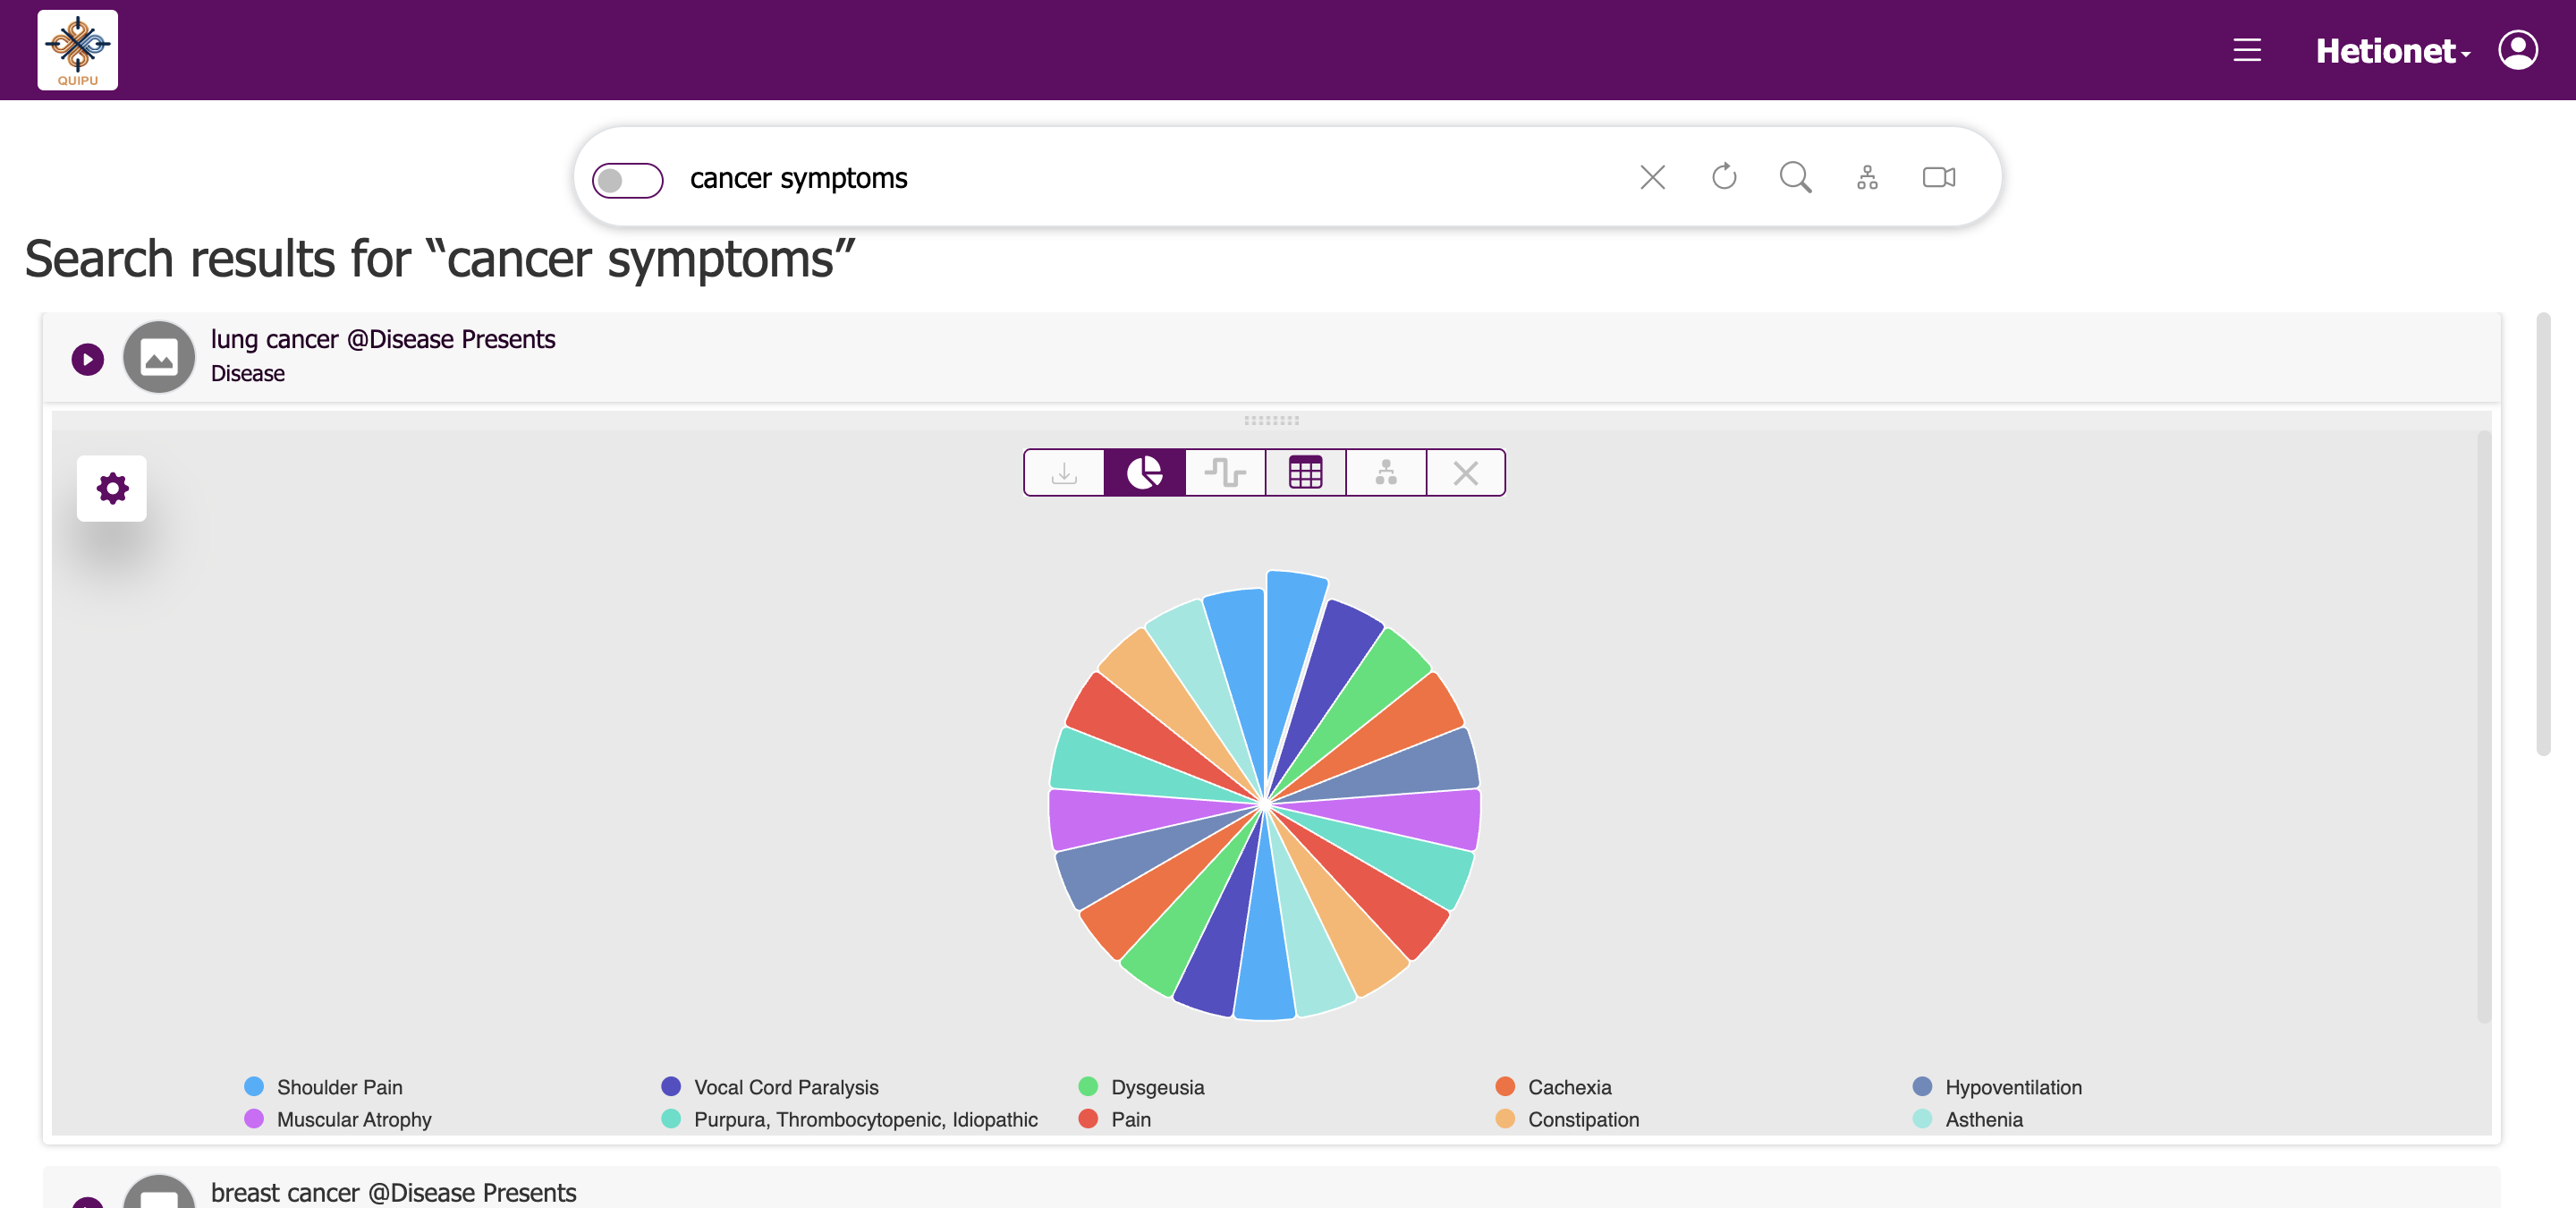 QUIPU
Hetionet
cancer symptoms
Search results for “cancer symptoms”
lung cancer @Disease Presents
Disease
Shoulder Pain
Vocal Cord Paralysis
Dysgeusia
Cachexia
Hypoventilation
Muscular Atrophy
Purpura, Thrombocytopenic, Idiopathic
Pain
Constipation
Asthenia
breast cancer @Disease Presents